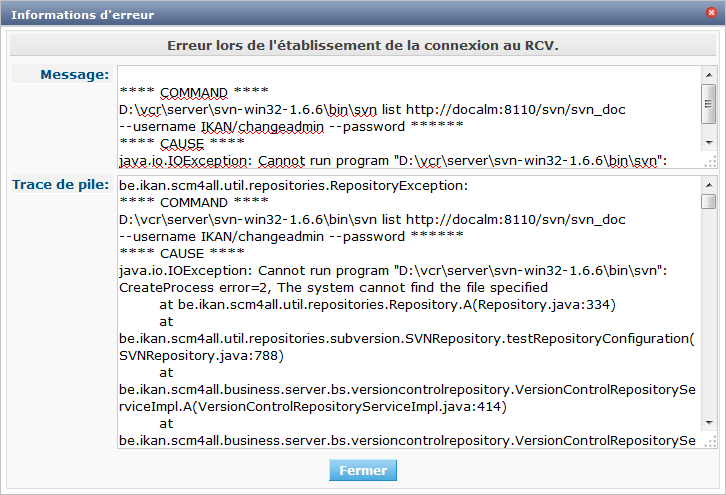 Informations d'erreur
Erreur lors de l'établissement de la connexion au RCV.
Message:
**** COMMAND ****
D:\vcr\server\svn-win32-1.6.6\bin\svn list http://docalm:8110/svn/svn_doc
--username IKAN/changeadmin --password ******
**** CAUSE ****
java.io.IOException: Cannot run program "D:\vcr\server\svn-win32-1.6.6\bin\svn":
Trace de pile:
be.ikan.scm4all.util.repositories.RepositoryException:
**** COMMAND ****
D:\vcr\server\svn-win32-1.6.6\bin\svn list http://docalm:8110/svn/svn_doc
--username IKAN/changeadmin --password ******
**** CAUSE ****
java.io.IOException: Cannot run program "D:\vcr\server\svn-win32-1.6.6\bin\svn":
CreateProcess error=2, The system cannot find the file specified
at be.ikan.scm4all.util.repositories.Repository.A(Repository.java:334)
at
be.ikan.scm4all.util.repositories.subversion.SVNRepository.testRepositoryConfiguration(
SVNRepository.java:788)
at
be.ikan.scm4all.business.server.bs.versioncontrolrepository.VersionControlRepositorySe
rviceImpl.A(VersionControlRepositoryServiceImpl.java:414)
at
be.ikan.scm4all.business.server.bs.versioncontrolrepository.VersionControlRepositorySe
Fermer